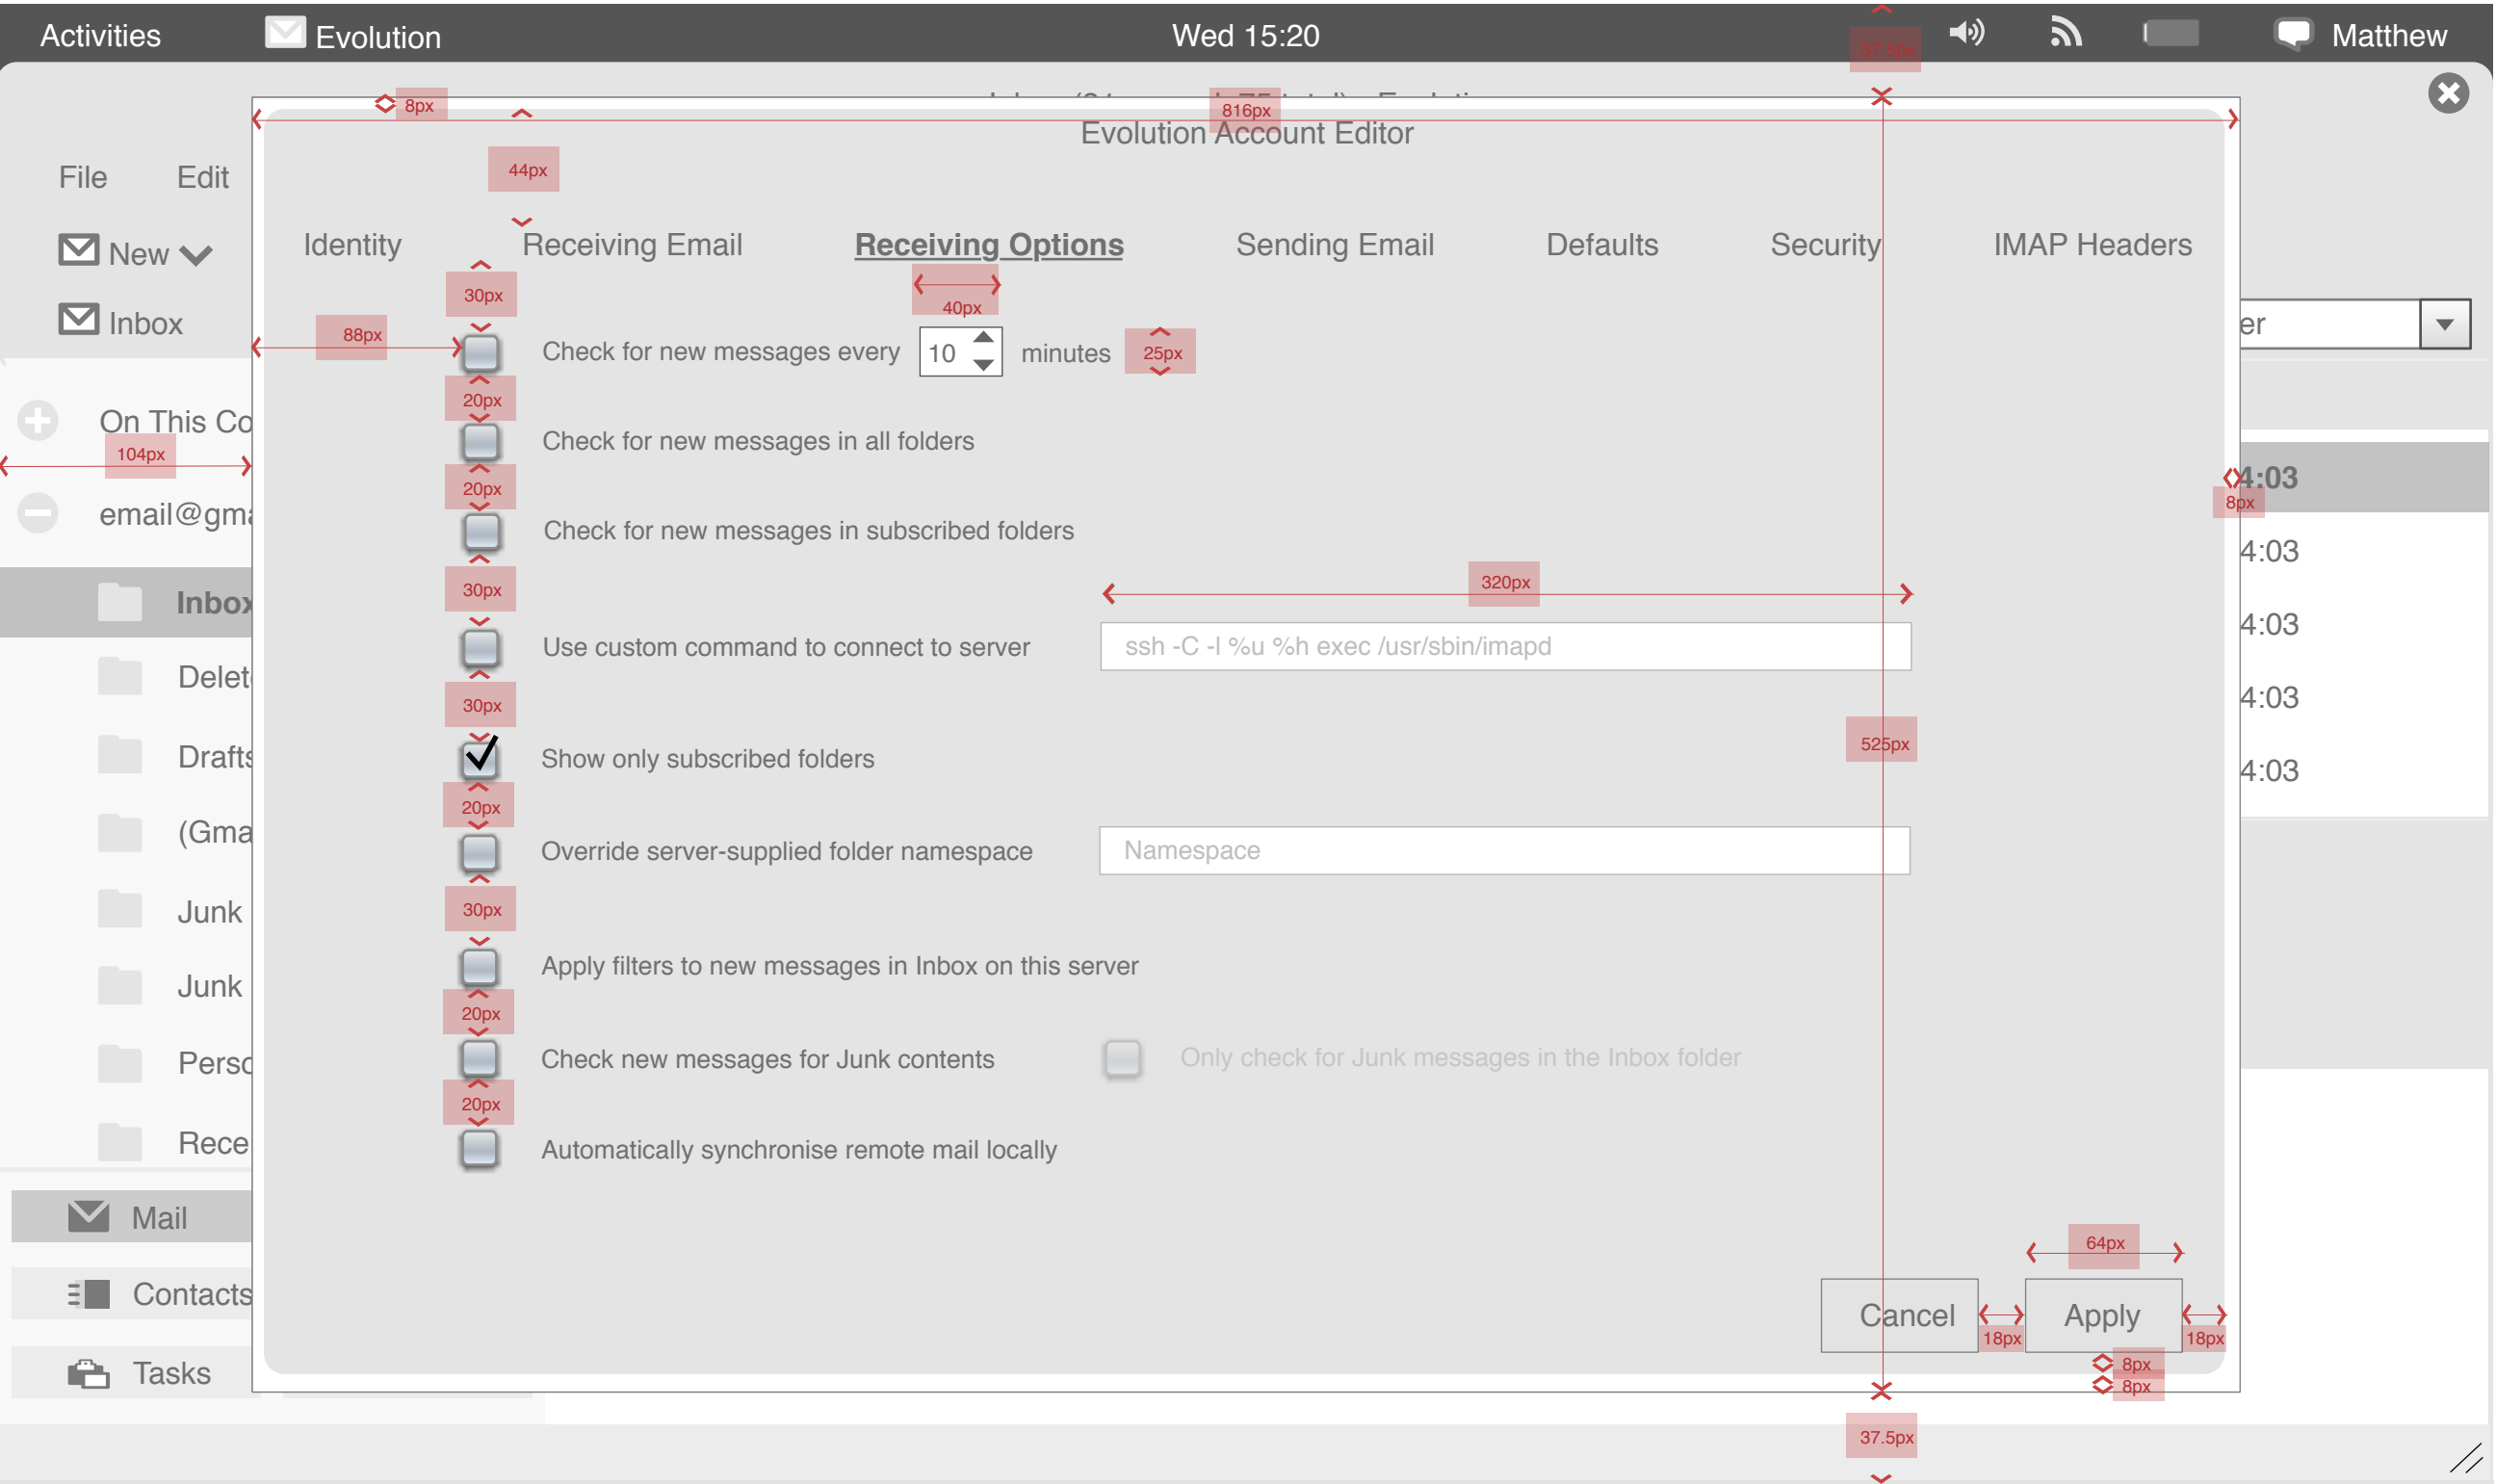 Activities Evolution Wed 15:20 37.5px Matthew
8px 816px
Evolution Account Editor
File Edit 44px
New Identity Receiving Email Receiving Options Sending Email Defaults Security IMAP Headers
30px 40px
Inbox 88px Check for new messages every 10 minutes 25px er
20px
On This Co Check for new messages in all folders
104px
20px 4:03
8px
email@gma Check for new messages in subscribed folders
4:03
30px 320px
Inbox 4:03
Use custom command to connect to server ssh -C -l %u %h exec /usr/sbin/imapd
Delet 4:03
30px
525px
Drafts Show only subscribed folders 4:03
20px
(Gma Override server-supplied folder namespace Namespace
Junk 30px
Apply filters to new messages in Inbox on this server
Junk
20px
Perso Check new messages for Junk contents Only check for Junk messages in the Inbox folder
20px
Rece Automatically synchronise remote mail locally
Mail
64px
Contacts
Cancel 18px Apply 18px
Tasks 8px
8px
37.5px